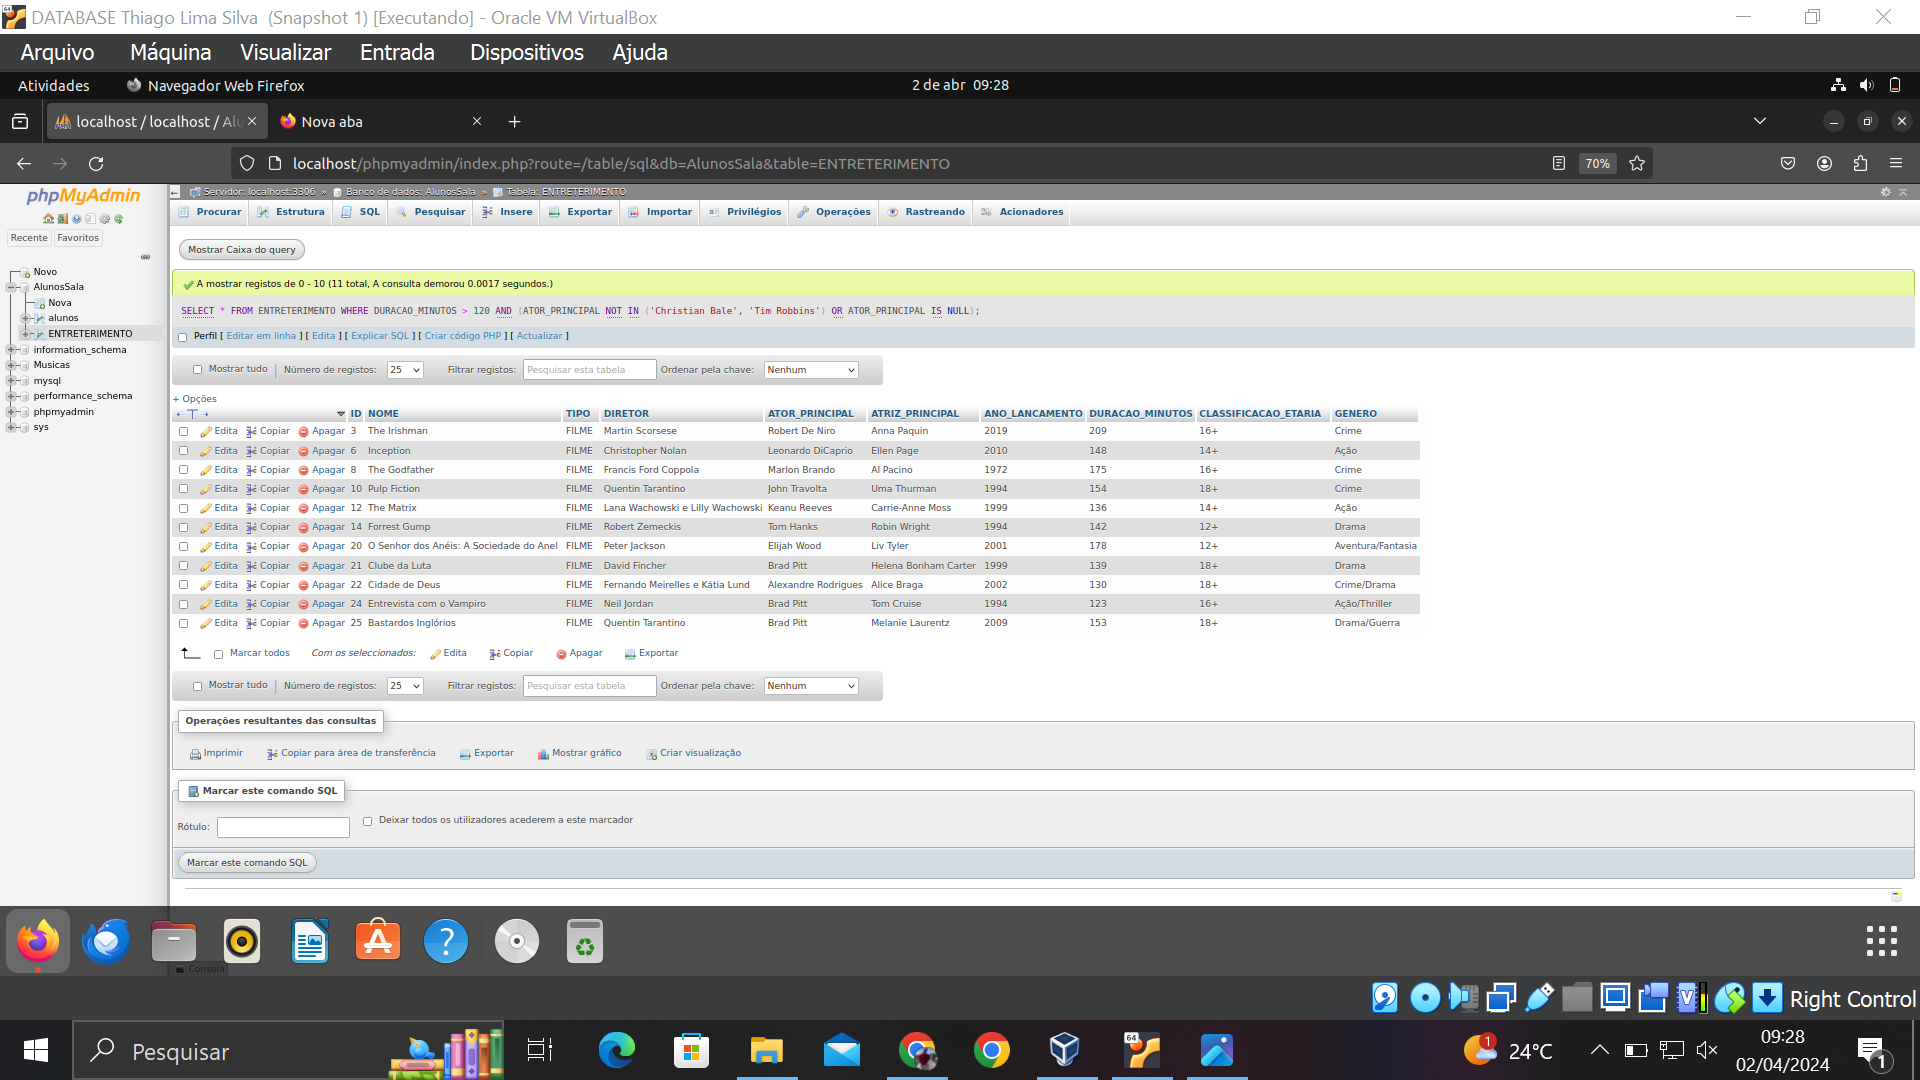 DATABASE Thiago Lima Silva (Snapshot 1) [Executando] - Oracle VM VirtualBox
Arquivo Máquina Visualizar Entrada Dispositivos Ajuda
Atividades Navegador Web Firefox 2 de abr 09:28
localhost / localhost / Alu Nova aba
localhost/phpmyadmin/index.php?route=/table/sql&db=AlunosSala&table=ENTRETERIMENTO 70%
phpMyAdmin
Recente Favoritos
Novo
AlunosSala
Nova
alunos
ENTRETERIMENTO
information_schema
Musicas
mysql
performance_schema
phpmyadmin
sys
Servidor: localhost:3306 » Banco de dados: AlunosSala » Tabela: ENTRETERIMENTO
Procurar Estrutura SQL Pesquisar Insere Exportar Importar Privilégios Operações Rastreando Acionadores
Mostrar Caixa do query
A mostrar registos de 0 - 10 (11 total, A consulta demorou 0.0017 segundos.)
SELECT * FROM ENTRETERIMENTO WHERE DURACAO_MINUTOS > 120 AND (ATOR_PRINCIPAL NOT IN ('Christian Bale', 'Tim Robbins') OR ATOR_PRINCIPAL IS NULL);
Perfil [ Editar em linha ] [ Edita ] [ Explicar SQL ] [ Criar código PHP ] [ Actualizar ]
Mostrar tudo Número de registos: 25 Filtrar registos: Pesquisar esta tabela Ordenar pela chave: Nenhum
+ Opções
ID NOME TIPO DIRETOR ATOR_PRINCIPAL ATRIZ_PRINCIPAL ANO_LANCAMENTO DURACAO_MINUTOS CLASSIFICACAO_ETARIA GENERO
Edita Copiar Apagar 3 The Irishman FILME Martin Scorsese Robert De Niro Anna Paquin 2019 209 16+ Crime
Edita Copiar Apagar 6 Inception FILME Christopher Nolan Leonardo DiCaprio Ellen Page 2010 148 14+ Ação
Edita Copiar Apagar 8 The Godfather FILME Francis Ford Coppola Marlon Brando Al Pacino 1972 175 16+ Crime
Edita Copiar Apagar 10 Pulp Fiction FILME Quentin Tarantino John Travolta Uma Thurman 1994 154 18+ Crime
Edita Copiar Apagar 12 The Matrix FILME Lana Wachowski e Lilly Wachowski Keanu Reeves Carrie-Anne Moss 1999 136 14+ Ação
Edita Copiar Apagar 14 Forrest Gump FILME Robert Zemeckis Tom Hanks Robin Wright 1994 142 12+ Drama
Edita Copiar Apagar 20 O Senhor dos Anéis: A Sociedade do Anel FILME Peter Jackson Elijah Wood Liv Tyler 2001 178 12+ Aventura/Fantasia
Edita Copiar Apagar 21 Clube da Luta FILME David Fincher Brad Pitt Helena Bonham Carter 1999 139 18+ Drama
Edita Copiar Apagar 22 Cidade de Deus FILME Fernando Meirelles e Kátia Lund Alexandre Rodrigues Alice Braga 2002 130 18+ Crime/Drama
Edita Copiar Apagar 24 Entrevista com o Vampiro FILME Neil Jordan Brad Pitt Tom Cruise 1994 123 16+ Ação/Thriller
Edita Copiar Apagar 25 Bastardos Inglórios FILME Quentin Tarantino Brad Pitt Melanie Laurentz 2009 153 18+ Drama/Guerra
Marcar todos Com os seleccionados: Edita Copiar Apagar Exportar
Mostrar tudo Número de registos: 25 Filtrar registos: Pesquisar esta tabela Ordenar pela chave: Nenhum
Operações resultantes das consultas
Imprimir Copiar para área de transferência Exportar Mostrar gráfico Criar visualização
Marcar este comando SQL
Rótulo: Deixar todos os utilizadores acederem a este marcador
Marcar este comando SQL
Consola
Right Control
Pesquisar 64 1 24°C 09:28
02/04/2024 1